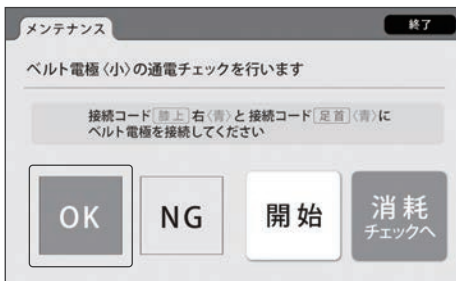 メンテナンス
終了
ベルト電極〈小〉の通電チェックを行います
接続コード 膝上 右〈青〉と接続コード 足首〈青〉に
ベルト電極を接続してください
OK
NG
開始
消耗
チェックへ